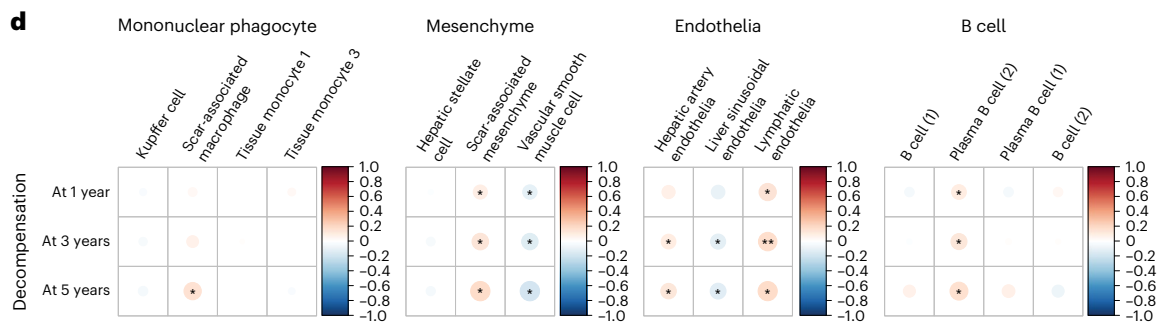 d
Mononuclear phagocyte
Mesenchyme
Endothelia
B cell
Kupffer cell
Scar-associated
macrophage
Tissue monocyte 1
Tissue monocyte 3
Hepatic stellate
cell
Scar-associated
mesenchyme
Vascular smooth
muscle cell
Hepatic artery
endothelia
Liver sinusoidal
endothelia
Lymphatic
endothelia
B cell (1)
Plasma B cell (2)
Plasma B cell (1)
B cell (2)
Decompensation
At 1 year
* * * *
At 3 years
* * * * ** *
At 5 years
* * * * * * *
1.0
0.8
0.6
0.4
0.2
0
−0.2
−0.4
−0.6
−0.8
−1.0
1.0
0.8
0.6
0.4
0.2
0
−0.2
−0.4
−0.6
−0.8
−1.0
1.0
0.8
0.6
0.4
0.2
0
−0.2
−0.4
−0.6
−0.8
−1.0
1.0
0.8
0.6
0.4
0.2
0
−0.2
−0.4
−0.6
−0.8
−1.0